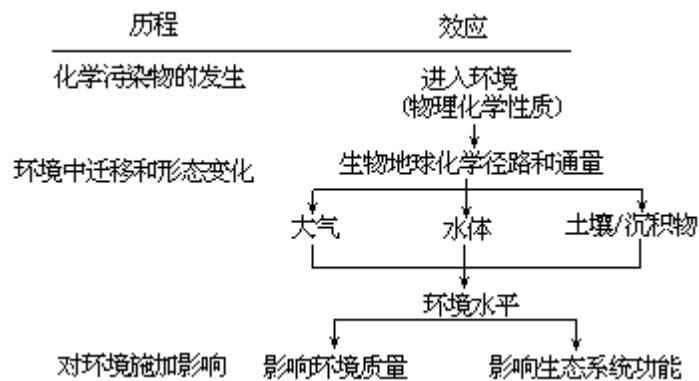 历程 效应
化学污染物的发生 进入环境
(物理化学性质)
环境中迁移和形态变化 生物地球化学径路和通量
大气 水体 土壤/沉积物
环境水平
对环境施加影响 影响环境质量 影响生态系统功能